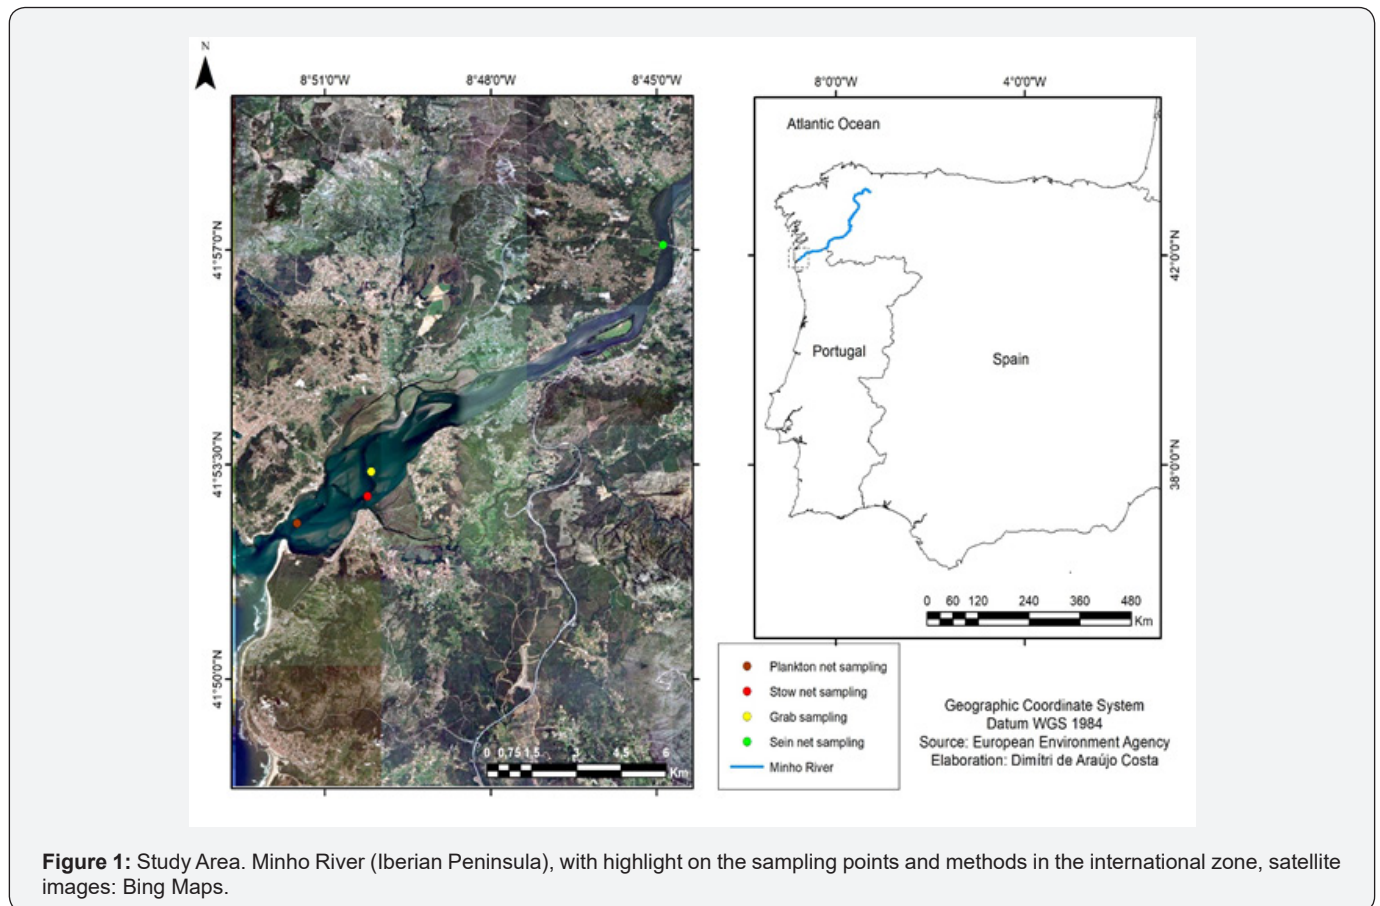 N
8°51'0"W 8°48'0"W 8°45'0"W
41°57'0"N
41°53'30"N
41°50'0"N
0 0.75 1.5 3 4.5 6
Km
8°0'0"W 4°0'0"W
Atlantic Ocean
42°0'0"N
Portugal
Spain
38°0'0"N
0 60 120 240 360 480
Km
Plankton net sampling
Stow net sampling
Grab sampling
Sein net sampling
Minho River
Geographic Coordinate System
Datum WGS 1984
Source: European Environment Agency
Elaboration: Dimítri de Araújo Costa
Figure 1: Study Area. Minho River (Iberian Peninsula), with highlight on the sampling points and methods in the international zone, satellite
images: Bing Maps.